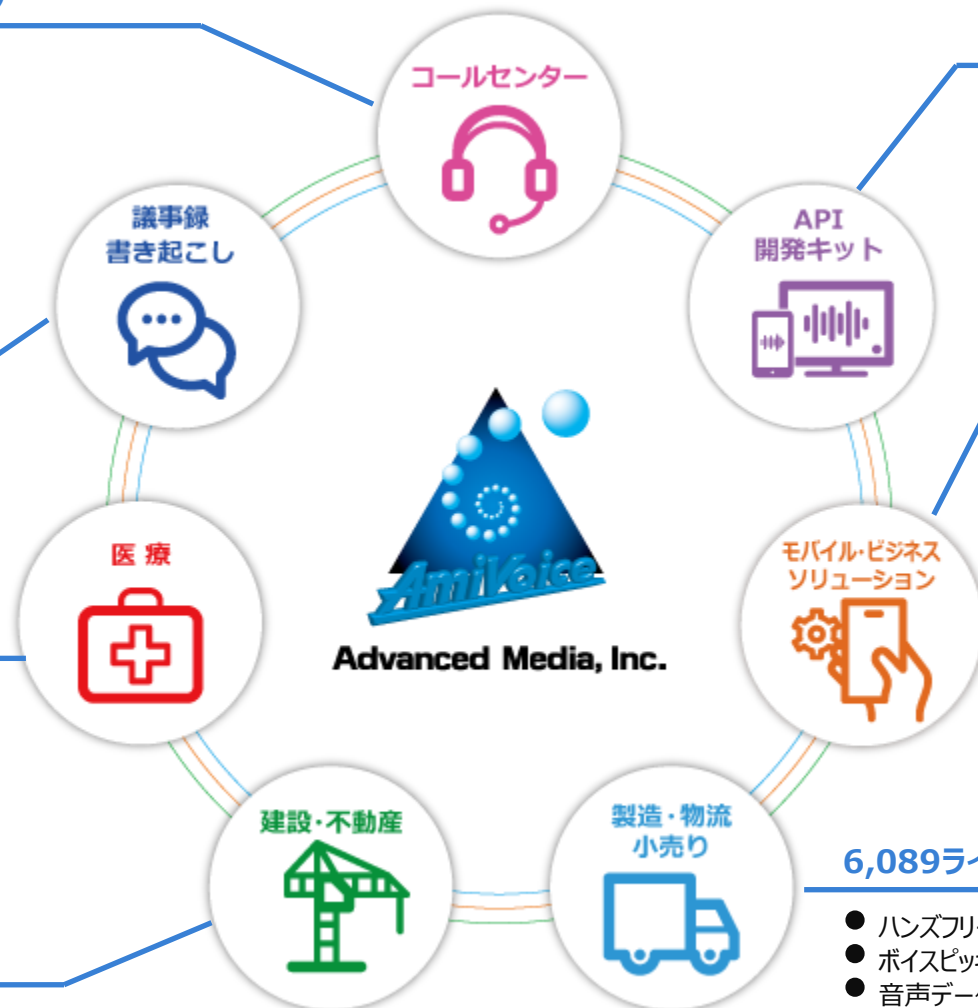 コールセンター
API
開発キット
議事録
書き起こし
AmiVoice
Advanced Media, Inc.
医療
モバイル・ビジネス
ソリューション
建設・不動産
製造・物流
小売り
6,089ライ
● ハンズフリ
● ボイスピッ
● 音声デー